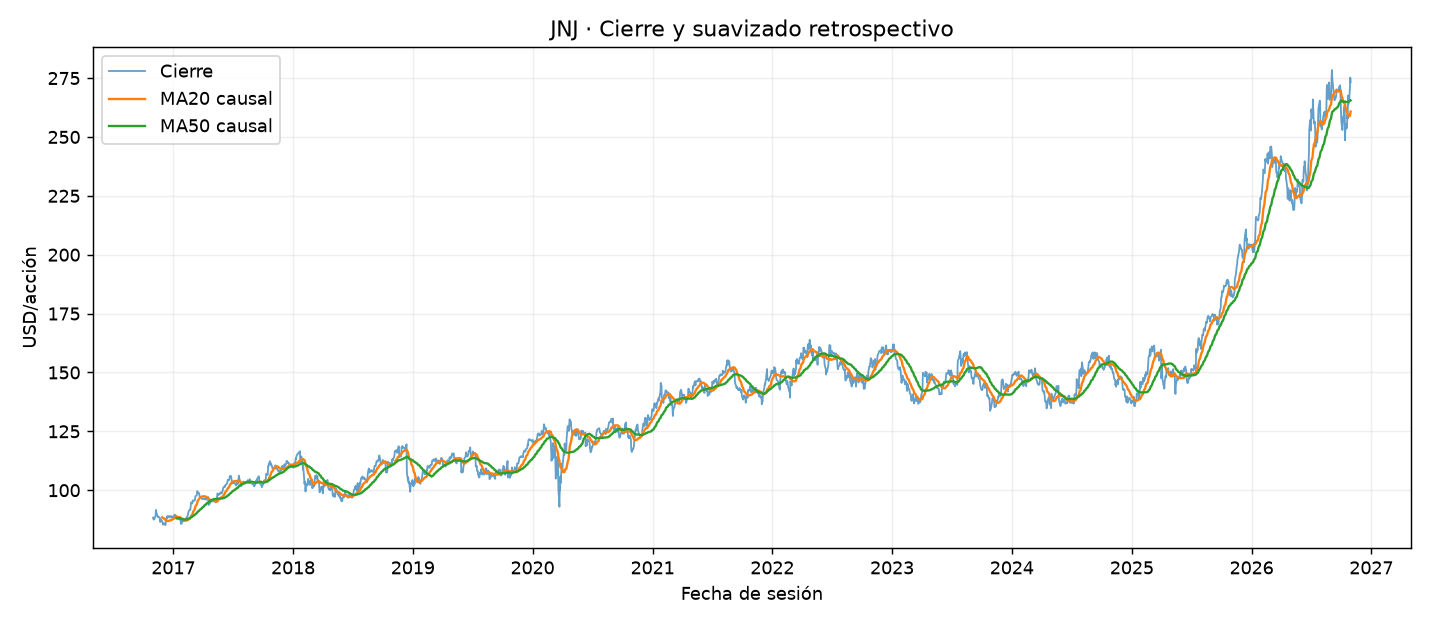 JNJ · Cierre y suavizado retrospectivo
Cierre
MA20 causal
MA50 causal
USD/acción
275
250
225
200
175
150
125
100
2017 2018 2019 2020 2021 2022 2023 2024 2025 2026 2027
Fecha de sesión